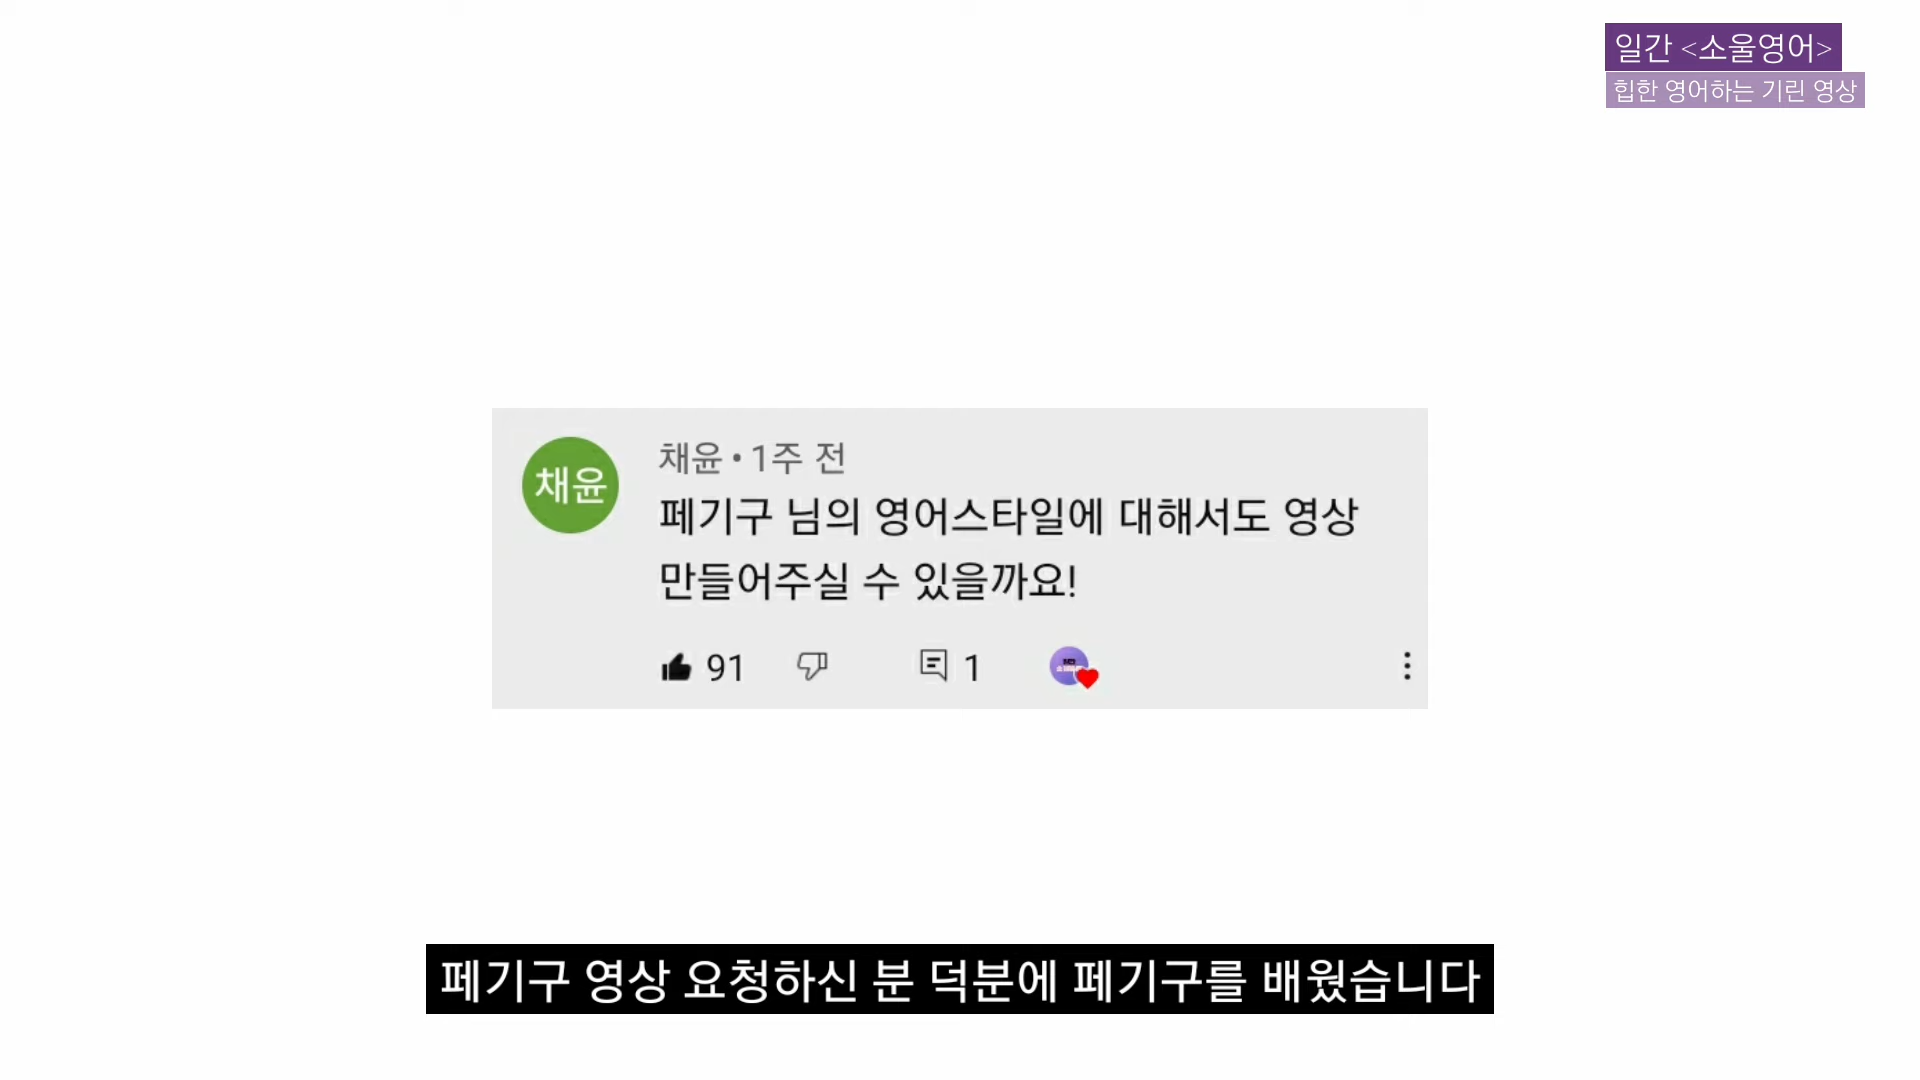 일간 <소울영어>
힙한 영어하는 기린 영상
채윤
채윤 • 1주 전
페기구 님의 영어스타일에 대해서도 영상
만들어주실 수 있을까요!
91
1
페기구 영상 요청하신 분 덕분에 페기구를 배웠습니다